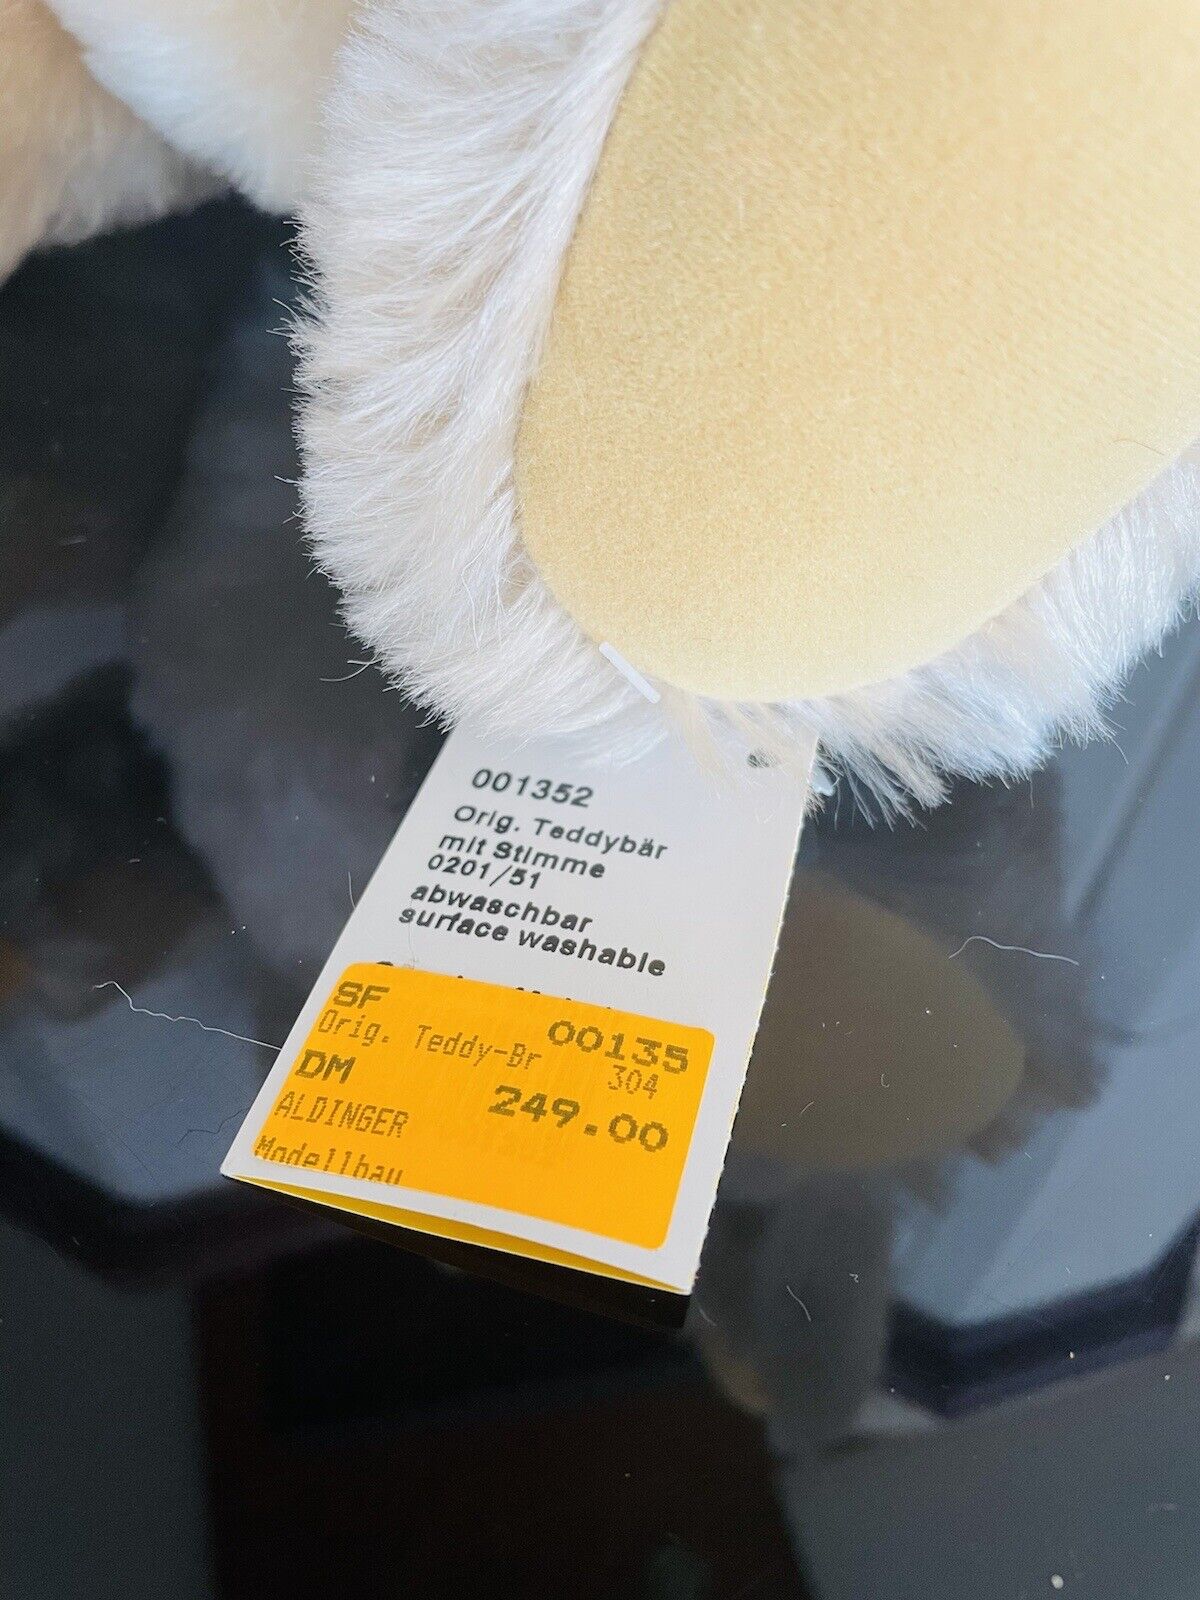 001352
Orig. Teddybär
mit Stimme
0201/51
abwaschbar
surface washable
SF 00135
Orig. Teddy-Br 304
DM 249.00
ALDINGER
Modellbau